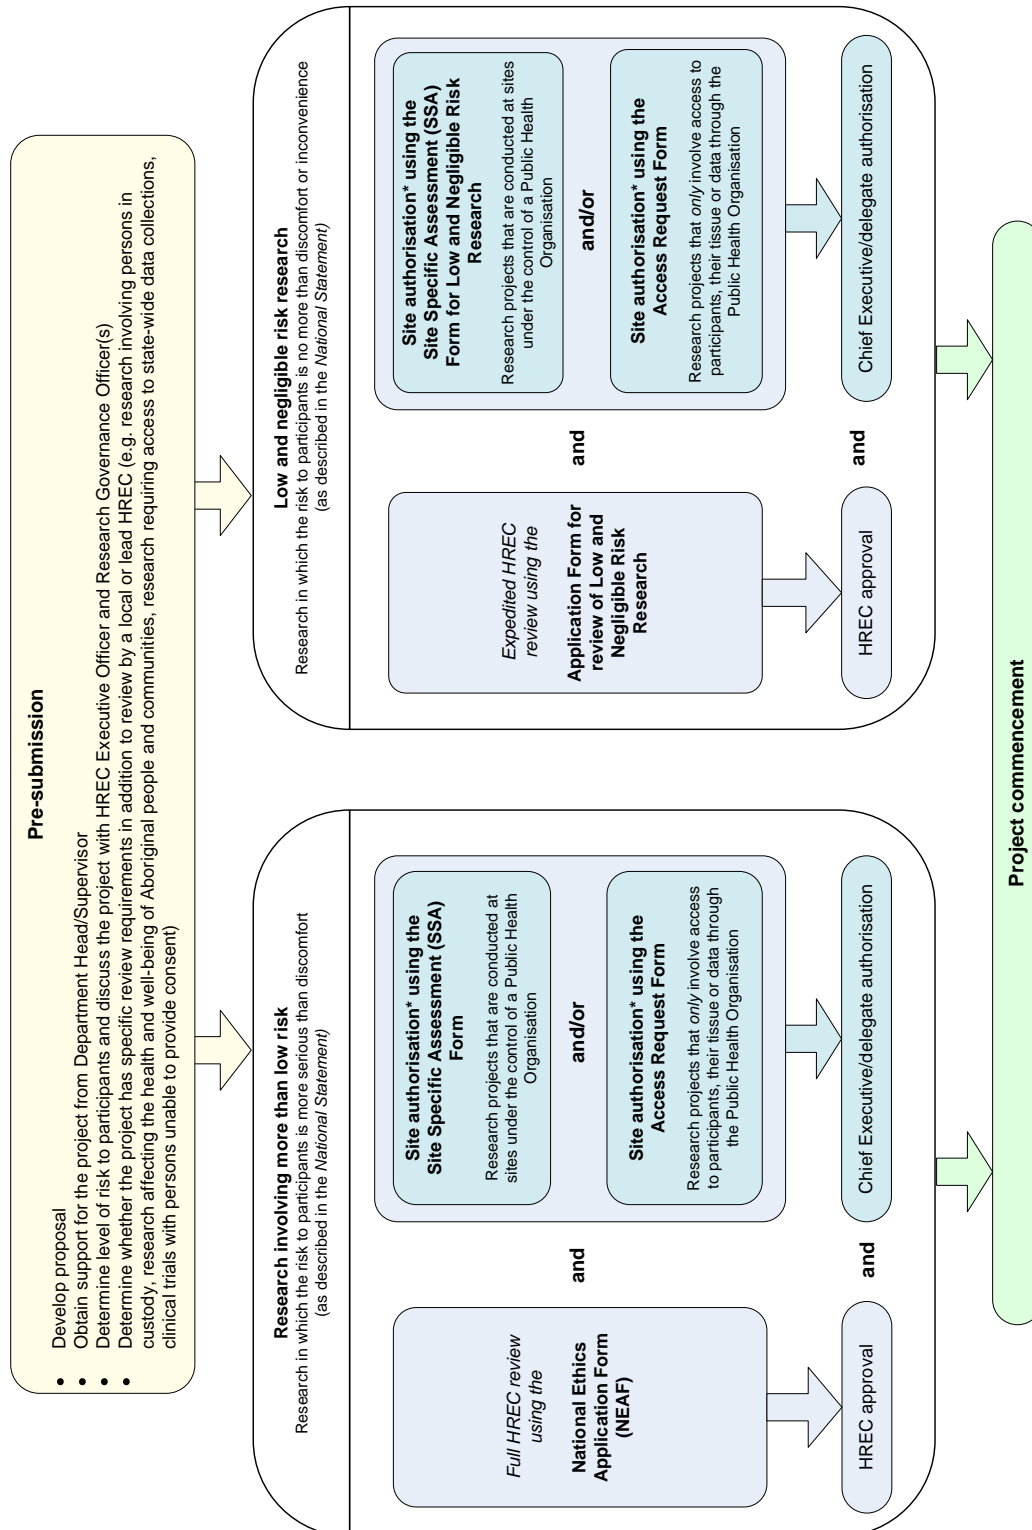 Pre-submission
• Develop proposal
• Obtain support for the project from Department Head/Supervisor
• Determine level of risk to participants and discuss the project with HREC Executive Officer and Research Governance Officer(s)
• Determine whether the project has specific review requirements in addition to review by a local or lead HREC (e.g. research involving persons in
custody, research affecting the health and well-being of Aboriginal people and communities, research requiring access to state-wide data collections,
clinical trials with persons unable to provide consent)
Research involving more than low risk
Research in which the risk to participants is more serious than discomfort
(as described in the National Statement)
Full HREC review
using the
National Ethics
Application Form
(NEAF)
and
Site authorisation* using the
Site Specific Assessment (SSA)
Form
Research projects that are conducted at
sites under the control of a Public Health
Organisation
and/or
Site authorisation* using the
Access Request Form
Research projects that only involve access
to participants, their tissue or data through
the Public Health Organisation
HREC approval
and
Chief Executive/delegate authorisation
Low and negligible risk research
Research in which the risk to participants is no more than discomfort or inconvenience
(as described in the National Statement)
Expedited HREC
review using the
Application Form for
review of Low and
Negligible Risk
Research
and
Site authorisation* using the
Site Specific Assessment (SSA)
Form for Low and Negligible Risk
Research
Research projects that are conducted at sites
under the control of a Public Health
Organisation
and/or
Site authorisation* using the
Access Request Form
Research projects that only involve access to
participants, their tissue or data through the
Public Health Organisation
HREC approval
and
Chief Executive/delegate authorisation
Project commencement